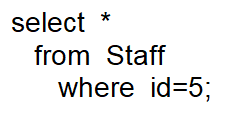 select *
from Staff
where id=5;